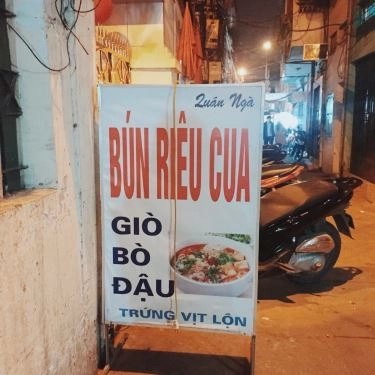 Quán Ngà
BÚN RIÊU CUA
GIÒ
BÒ
ĐẬU
TRỨNG VỊT LỘN